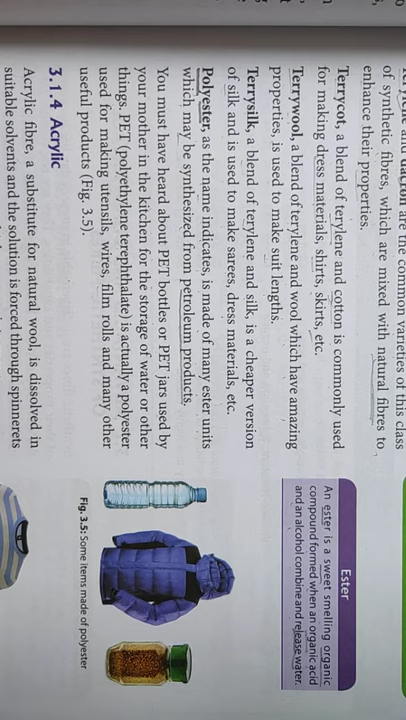 and dacron are the common varieties of this class
of synthetic fibres, which are mixed with natural fibres to
enhance their properties.
Terrycot, a blend of terylene and cotton is commonly used
for making dress materials, shirts, skirts, etc.
Terrywool, a blend of terylene and wool which have amazing
properties, is used to make suit lengths.
Terrysilk, a blend of terylene and silk, is a cheaper version
of silk and is used to make sarees, dress materials, etc.
Polyester, as the name indicates, is made of many ester units
which may be synthesized from petroleum products.
You must have heard about PET bottles or PET jars used by
your mother in the kitchen for the storage of water or other
things. PET (polyethylene terephthalate) is actually a polyester
used for making utensils, wires, film rolls and many other
useful products (Fig. 3.5).
3.1.4 Acrylic
Acrylic fibre, a substitute for natural wool, is dissolved in
suitable solvents and the solution is forced through spinnerets
Ester
An ester is a sweet smelling organic
compound formed when an organic acid
and an alcohol combine and release water.
Fig. 3.5: Some items made of polyester